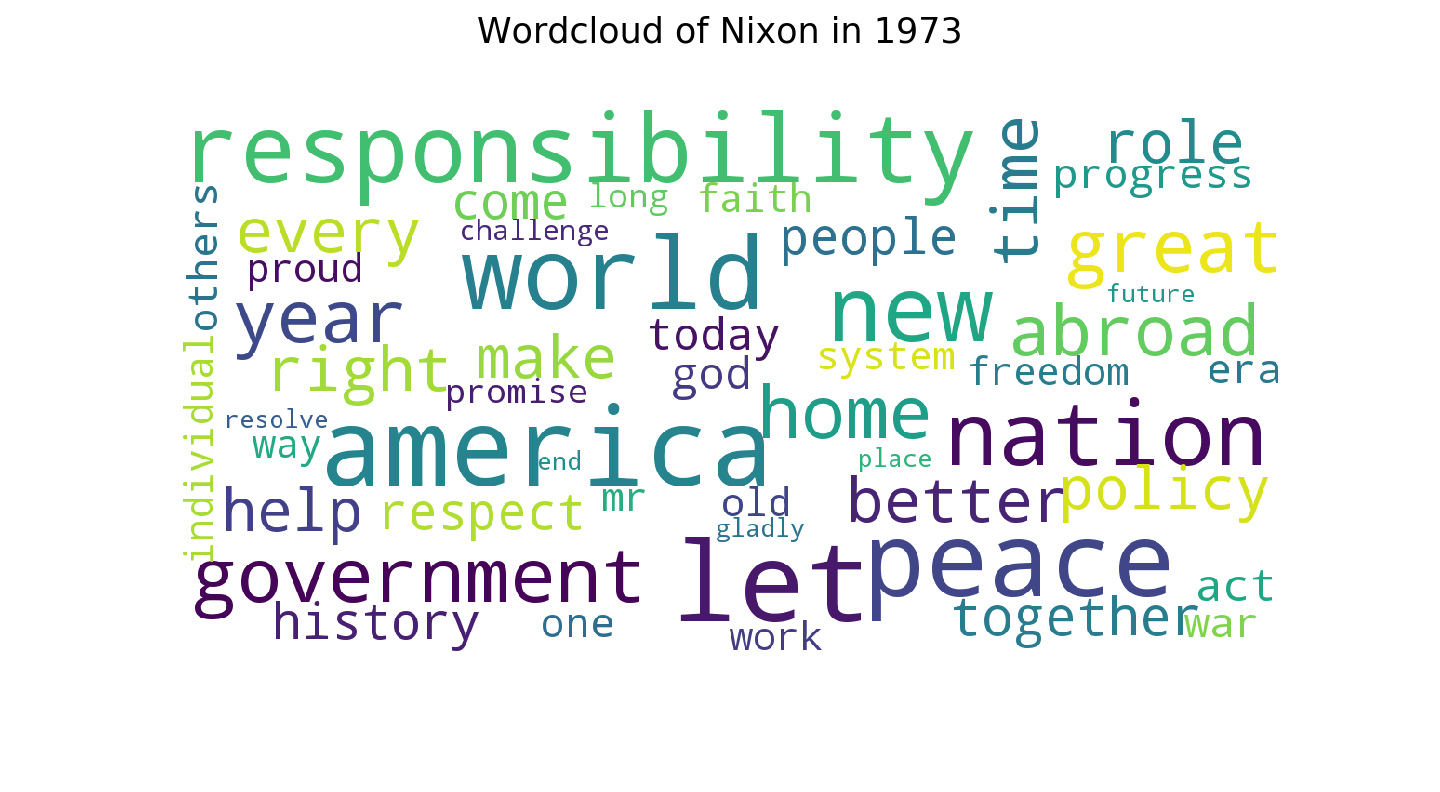 Wordcloud of Nixon in 1973
responsibility
time
role
progress
others
come
long
faith
every
challenge
people
great
proud
world
year
new
future
abroad
today
right
make
system
god
freedom
era
promise
individual
resolve
way
america
end
home
place
nation
help
respect
mr
old
gladly
better
policy
government
let
peace
act
history
one
work
together
war